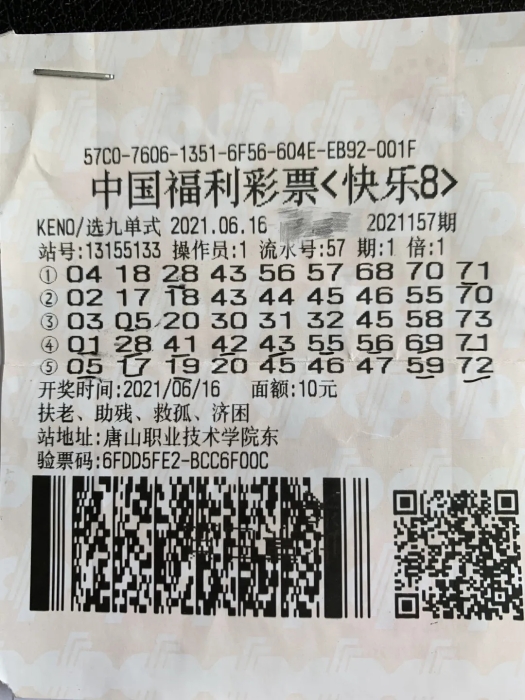 57C0-7606-1351-6F56-604E-EB92-001F
中国福利彩票<快乐8>
KENO/选九单式 2021.06.16 2021157期
站号:13155133 操作员:1 流水号:57 期:1 倍:1
① 04 18 28 43 56 57 68 70 71
② 02 17 18 43 44 45 46 55 70
③ 03 05 20 30 31 32 45 58 73
④ 01 28 41 42 43 55 56 69 71
⑤ 05 17 19 20 45 46 47 59 72
开奖时间:2021/06/16 面额:10元
扶老、助残、救孤、济困
站地址:唐山职业技术学院东
验票码:6FDD5FE2-BCC6F00C